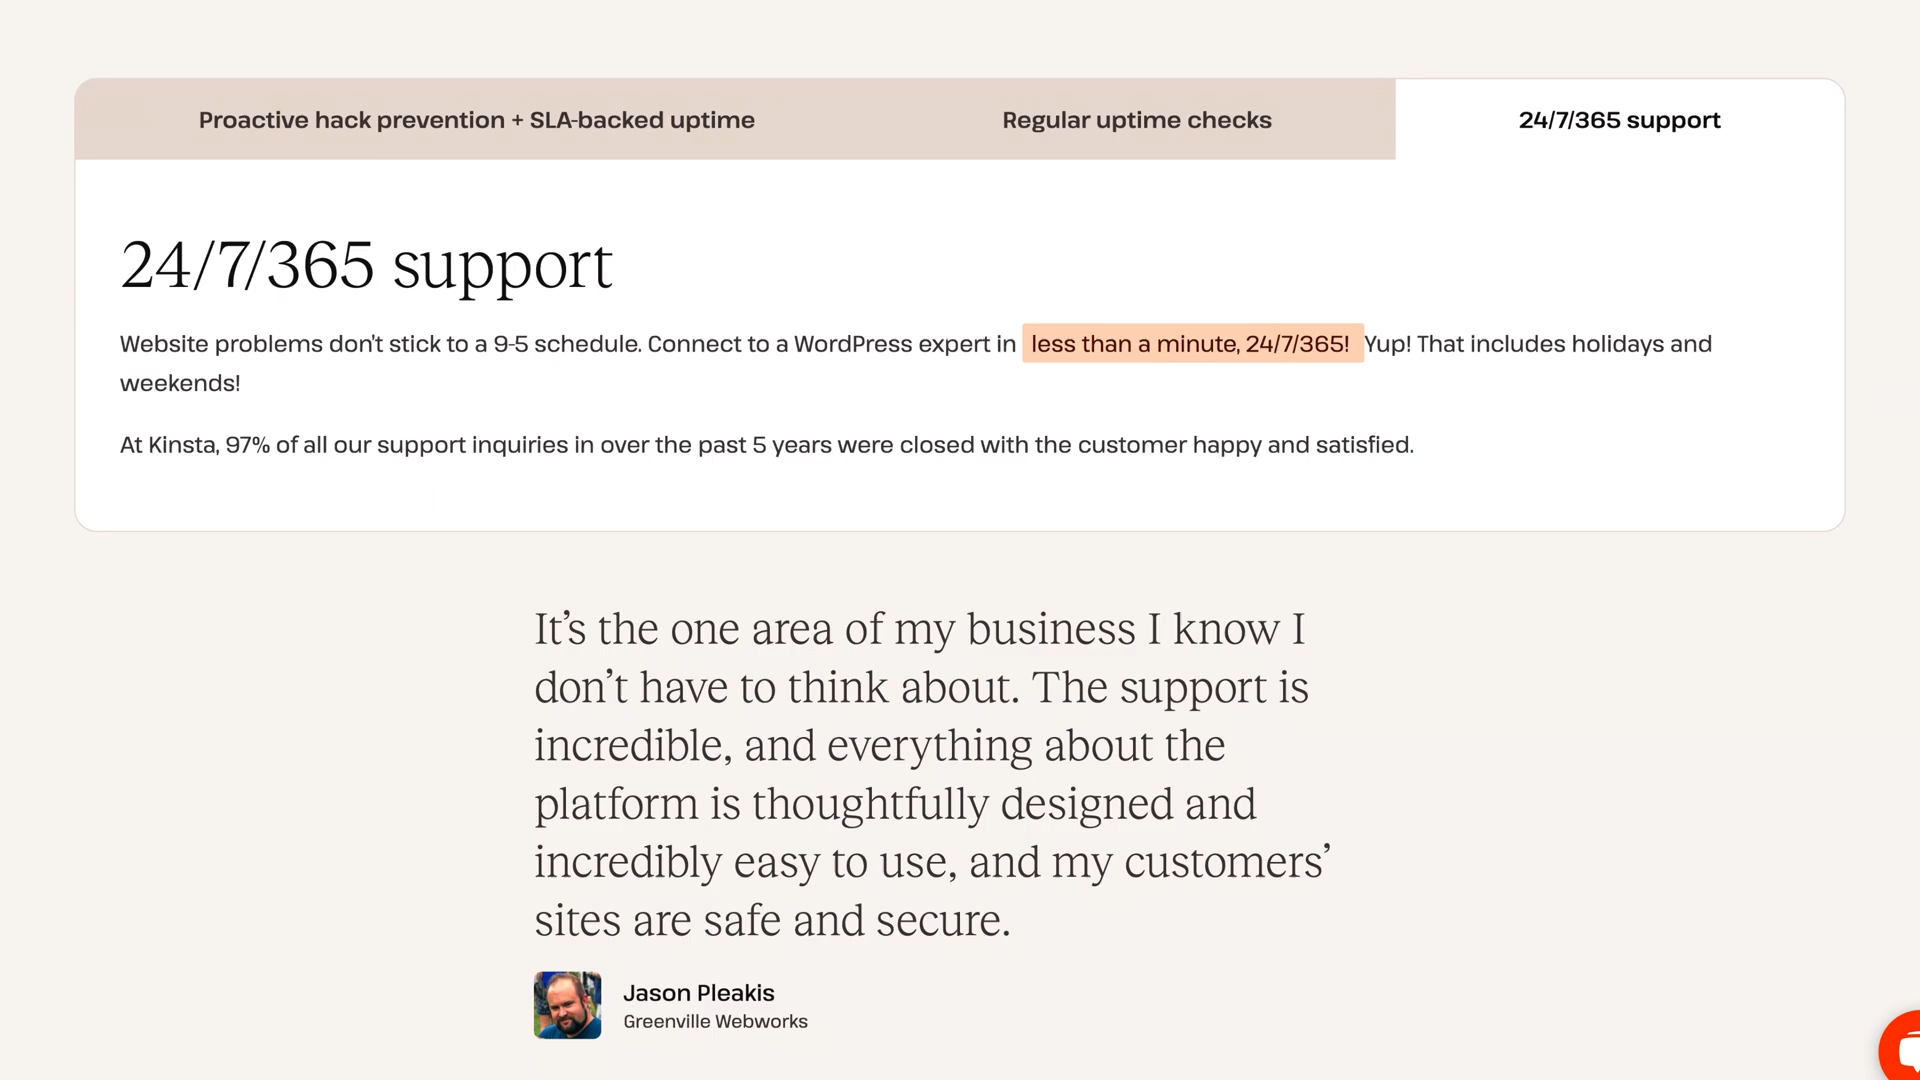 Proactive hack prevention + SLA-backed uptime
Regular uptime checks
24/7/365 support
24/7/365 support
Website problems don't stick to a 9-5 schedule. Connect to a WordPress expert in less than a minute, 24/7/365! Yup! That includes holidays and
weekends!
At Kinsta, 97% of all our support inquiries in over the past 5 years were closed with the customer happy and satisfied.
It’s the one area of my business I know I
don’t have to think about. The support is
incredible, and everything about the
platform is thoughtfully designed and
incredibly easy to use, and my customers’
sites are safe and secure.
Jason Pleakis
Greenville Webworks